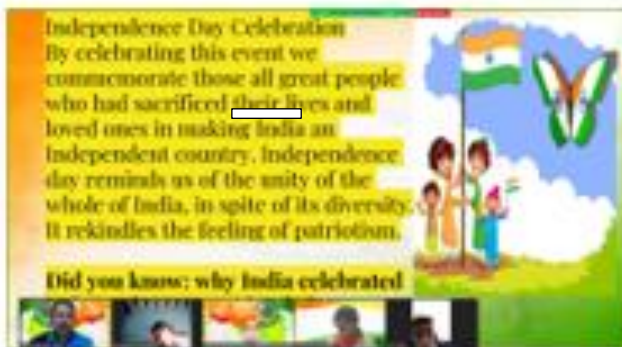 Independence Day Celebration
By celebrating this event we
commemorate those all great people
who had sacrificed their lives and
loved ones in making India an
Independent country. Independence
day reminds us of the unity of the
whole of India, in spite of its diversity.
It rekindles the feeling of patriotism.
Did you know: why India celebrated